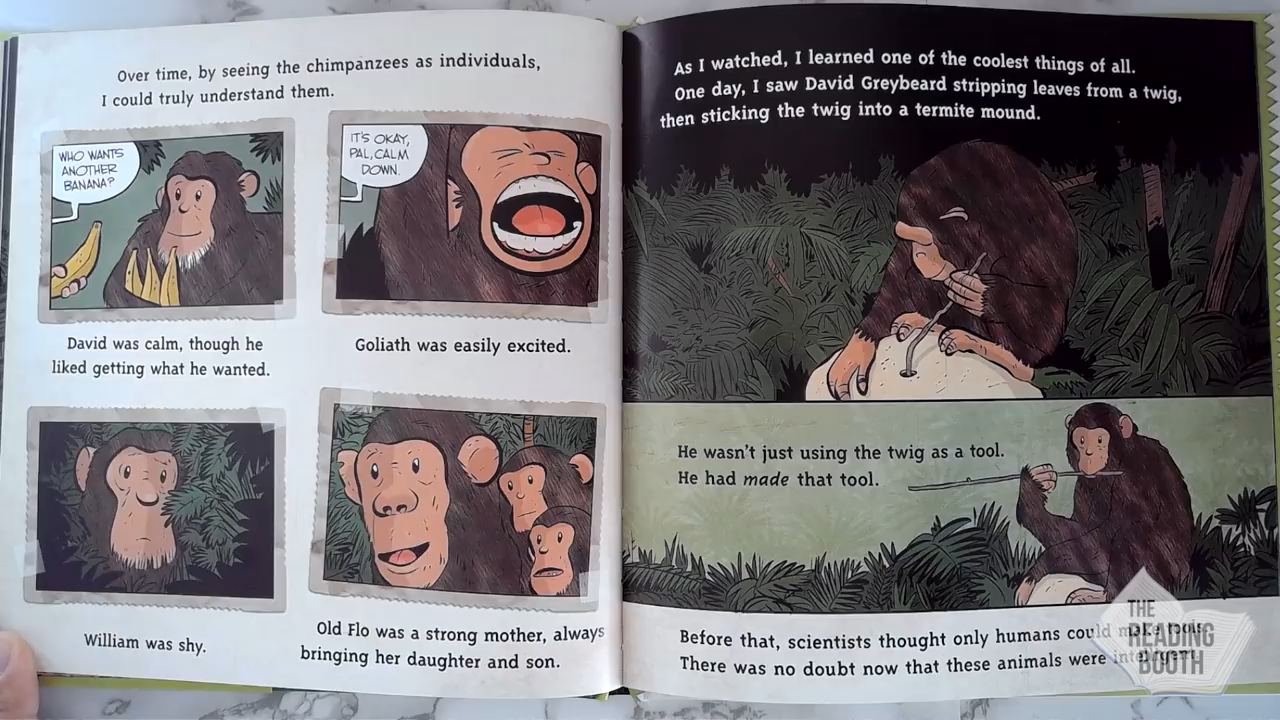 Over time, by seeing the chimpanzees as individuals,
I could truly understand them.
WHO WANTS
ANOTHER
BANANA?
IT'S OKAY,
PAL, CALM
DOWN.
David was calm, though he
liked getting what he wanted.
Goliath was easily excited.
William was shy.
Old Flo was a strong mother, always
bringing her daughter and son.
As I watched, I learned one of the coolest things of all.
One day, I saw David Greybeard stripping leaves from a twig,
then sticking the twig into a termite mound.
He wasn't just using the twig as a tool.
He had made that tool.
Before that, scientists thought only humans could make tools.
There was no doubt now that these animals were
THE
READING
BOOTH